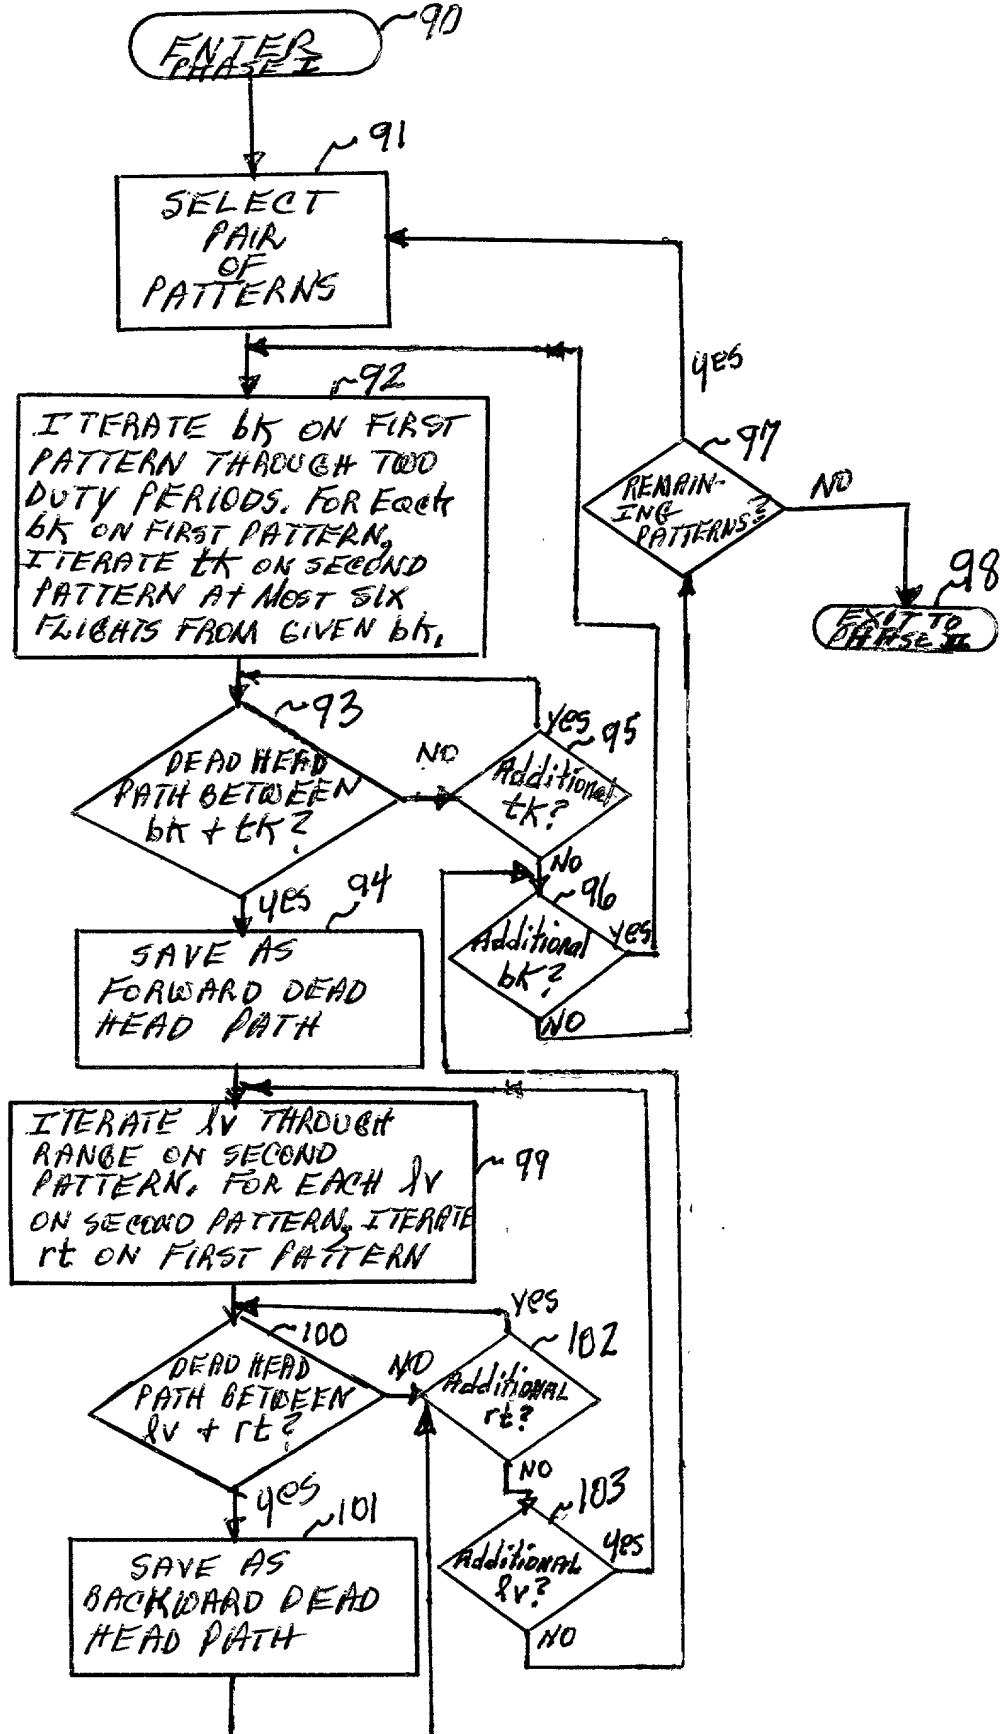 90
ENTER
PHASE I
91
SELECT
PAIR
OF
PATTERNS
92
ITERATE bK ON FIRST
PATTERN THROUGH TWO
DUTY PERIODS. FOR EACH
bK ON FIRST PATTERN,
ITERATE tK ON SECOND
PATTERN At MOST SIX
FLIGHTS FROM GIVEN bK.
yes
97
REMAIN-
ING
PATTERNS?
NO
98
EXIT TO
PHASE II
93
DEAD HEAD
PATH BETWEEN
bK + tK?
NO
yes
95
Additional
tK?
NO
yes
94
SAVE AS
FORWARD DEAD
HEAD PATH
96
Additional
bK?
yes
NO
ITERATE lv THROUGH
RANGE ON SECOND
PATTERN. FOR EACH lv
ON SECOND PATTERN, ITERATE
rt ON FIRST PATTERN
99
100
DEAD HEAD
PATH BETWEEN
lv + rt?
NO
yes
102
Additional
rt?
NO
yes
101
SAVE AS
BACKWARD DEAD
HEAD PATH
103
Additional
lv?
yes
NO